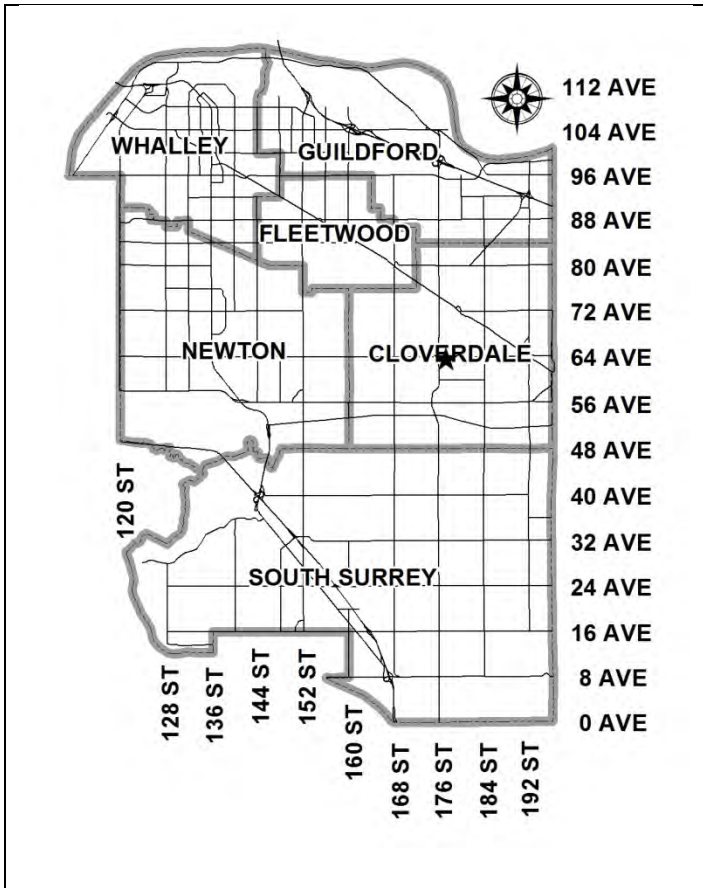 112 AVE
104 AVE
WHALLEY
GUILDFORD
96 AVE
88 AVE
FLEETWOOD
80 AVE
72 AVE
NEWTON
CLOVERDALE
64 AVE
56 AVE
48 AVE
120 ST
40 AVE
32 AVE
SOUTH SURREY
24 AVE
16 AVE
8 AVE
0 AVE
128 ST
136 ST
144 ST
152 ST
160 ST
168 ST
176 ST
184 ST
192 ST